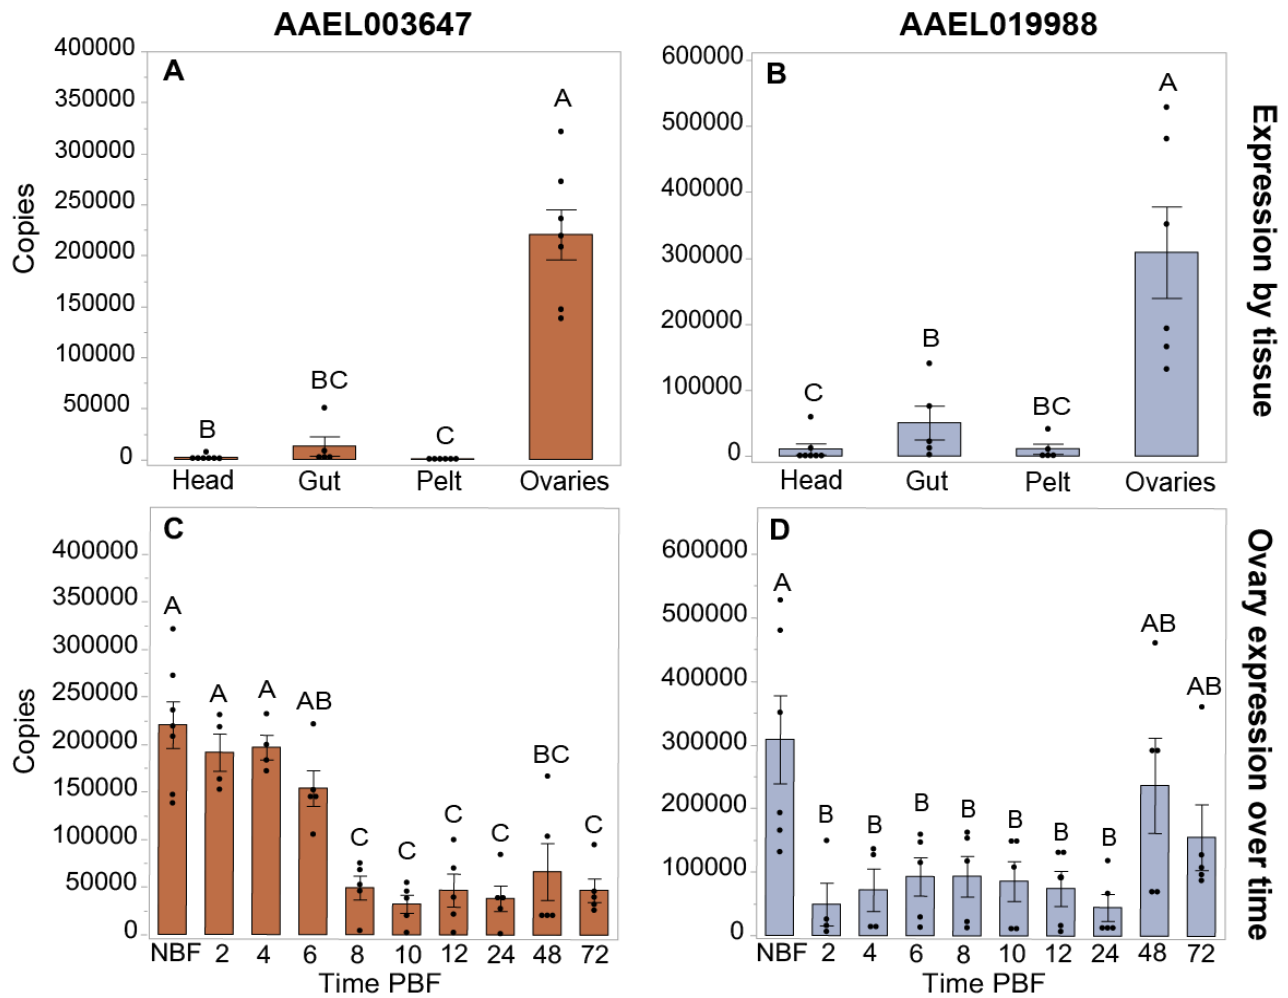 AAEL003647
AAEL019988
A
400000
350000
300000
250000
200000
150000
100000
50000
0
Copies
B
BC
C
A
Head Gut Pelt Ovaries
B
600000
500000
400000
300000
200000
100000
0
C
B
BC
A
Head Gut Pelt Ovaries
Expression by tissue
C
400000
350000
300000
250000
200000
150000
100000
50000
0
Copies
A A A AB C C C C BC C
NBF 2 4 6 8 10 12 24 48 72
Time PBF
D
600000
500000
400000
300000
200000
100000
0
A B B B B B B B AB AB
NBF 2 4 6 8 10 12 24 48 72
Time PBF
Ovary expression over time